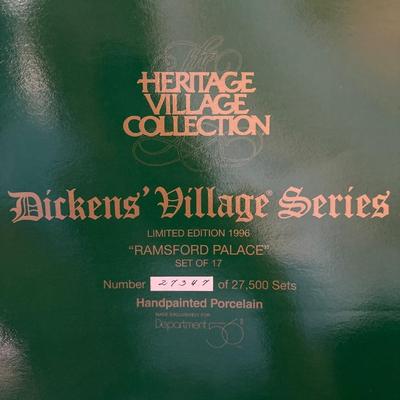 The
HERITAGE
VILLAGE
COLLECTION
Dickens' Village® Series
LIMITED EDITION 1996
"RAMSFORD PALACE"
SET OF 17
Number 27347 of 27,500 Sets
Handpainted Porcelain
MADE EXCLUSIVELY FOR
Department 56®